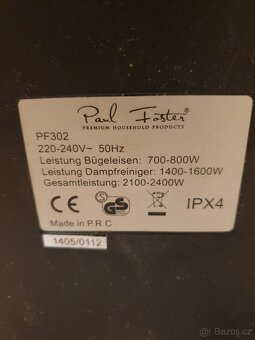 Paul Foster®
PREMIUM HOUSEHOLD PRODUCTS
PF302
220-240V~ 50Hz
Leistung Bügeleisen: 700-800W
Leistung Dampfreiniger: 1400-1600W
Gesamtleistung: 2100-2400W
CE S GS IPX4
Made in P.R.C
1405/0112
bazos.cz